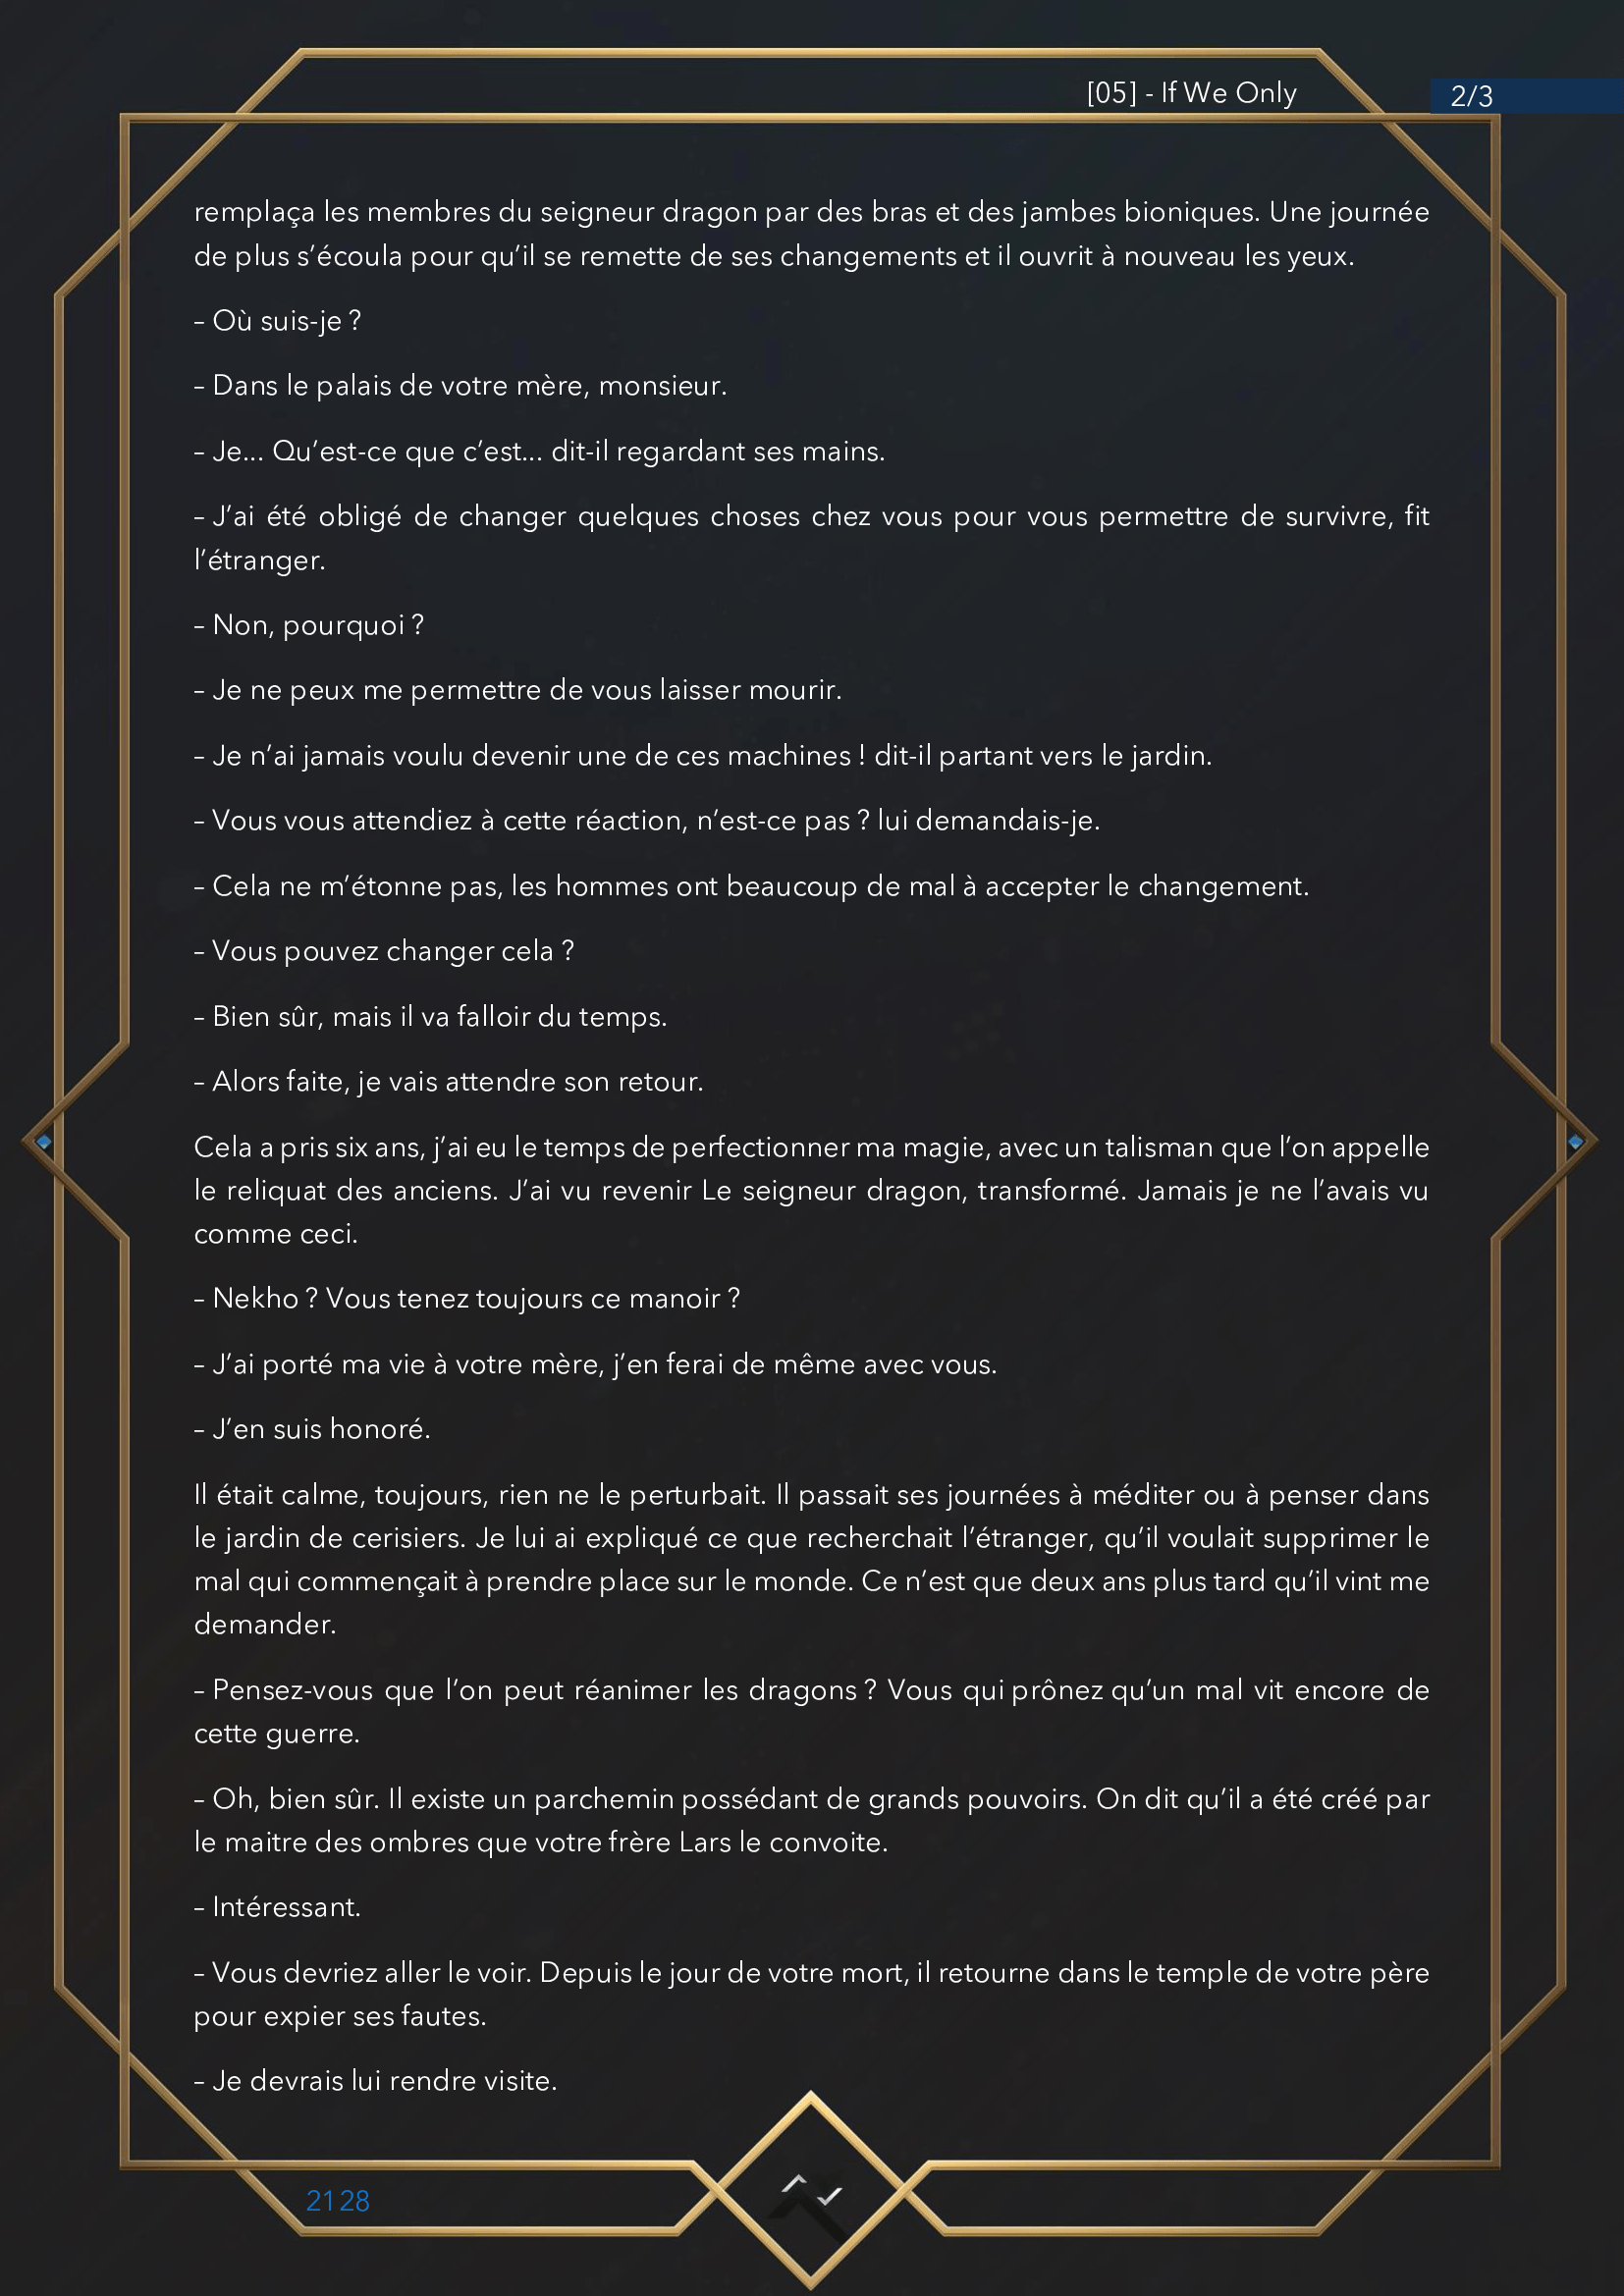 [05] - If We Only
2/3
remplaça les membres du seigneur dragon par des bras et des jambes bioniques. Une journée
de plus s’écoula pour qu’il se remette de ses changements et il ouvrit à nouveau les yeux.
– Où suis-je ?
– Dans le palais de votre mère, monsieur.
– Je... Qu’est-ce que c’est... dit-il regardant ses mains.
– J’ai été obligé de changer quelques choses chez vous pour vous permettre de survivre, fit
l’étranger.
– Non, pourquoi ?
– Je ne peux me permettre de vous laisser mourir.
– Je n’ai jamais voulu devenir une de ces machines ! dit-il partant vers le jardin.
– Vous vous attendiez à cette réaction, n’est-ce pas ? lui demandais-je.
– Cela ne m’étonne pas, les hommes ont beaucoup de mal à accepter le changement.
– Vous pouvez changer cela ?
– Bien sûr, mais il va falloir du temps.
– Alors faite, je vais attendre son retour.
Cela a pris six ans, j’ai eu le temps de perfectionner ma magie, avec un talisman que l’on appelle
le reliquat des anciens. J’ai vu revenir Le seigneur dragon, transformé. Jamais je ne l’avais vu
comme ceci.
– Nekho ? Vous tenez toujours ce manoir ?
– J’ai porté ma vie à votre mère, j’en ferai de même avec vous.
– J’en suis honoré.
Il était calme, toujours, rien ne le perturbait. Il passait ses journées à méditer ou à penser dans
le jardin de cerisiers. Je lui ai expliqué ce que recherchait l’étranger, qu’il voulait supprimer le
mal qui commençait à prendre place sur le monde. Ce n’est que deux ans plus tard qu’il vint me
demander.
– Pensez-vous que l’on peut réanimer les dragons ? Vous qui prônez qu’un mal vit encore de
cette guerre.
– Oh, bien sûr. Il existe un parchemin possédant de grands pouvoirs. On dit qu’il a été créé par
le maitre des ombres que votre frère Lars le convoite.
– Intéressant.
– Vous devriez aller le voir. Depuis le jour de votre mort, il retourne dans le temple de votre père
pour expier ses fautes.
– Je devrais lui rendre visite.
2128